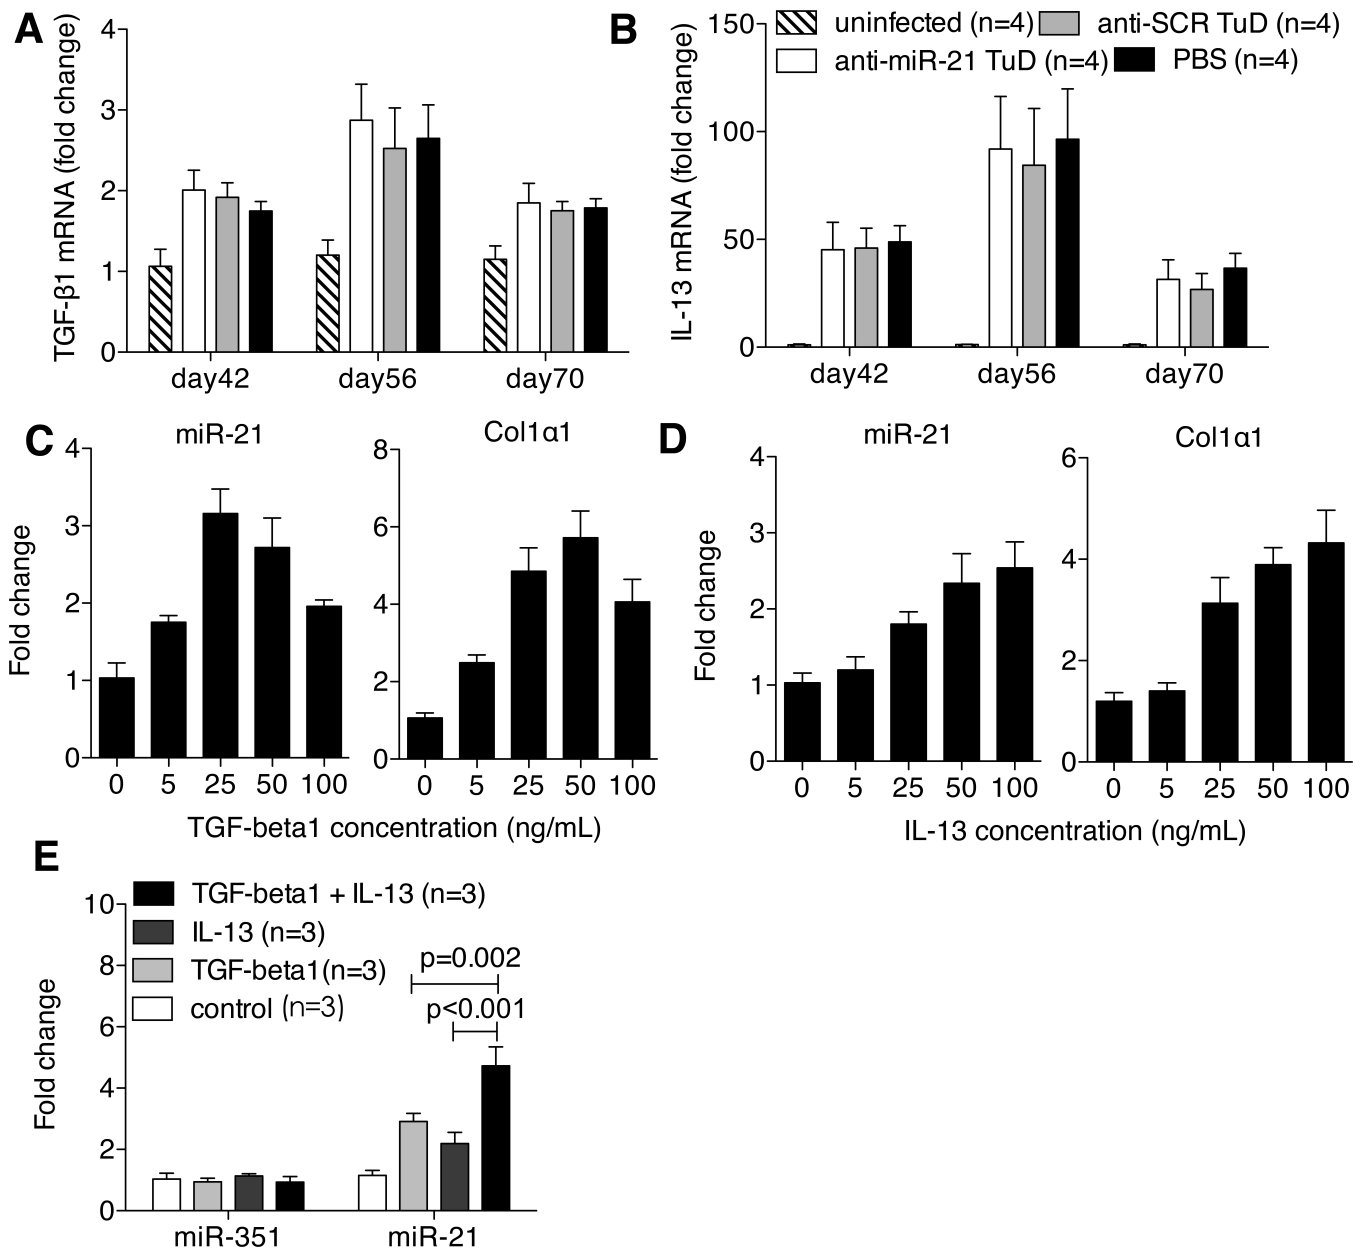 A
TGF-β1 mRNA (fold change)
4
3
2
1
0
day42 day56 day70
B
IL-13 mRNA (fold change)
150
100
50
0
uninfected (n=4) anti-SCR TuD (n=4)
anti-miR-21 TuD (n=4) PBS (n=4)
day42 day56 day70
C
miR-21
Fold change
4
3
2
1
0
0 5 25 50 100
Col1α1
8
6
4
2
0
0 5 25 50 100
TGF-beta1 concentration (ng/mL)
D
miR-21
Fold change
4
3
2
1
0
0 5 25 50 100
Col1α1
6
4
2
0
0 5 25 50 100
IL-13 concentration (ng/mL)
E
Fold change
10
8
6
4
2
0
TGF-beta1 + IL-13 (n=3)
IL-13 (n=3)
TGF-beta1(n=3)
control (n=3)
p=0.002
p<0.001
miR-351 miR-21